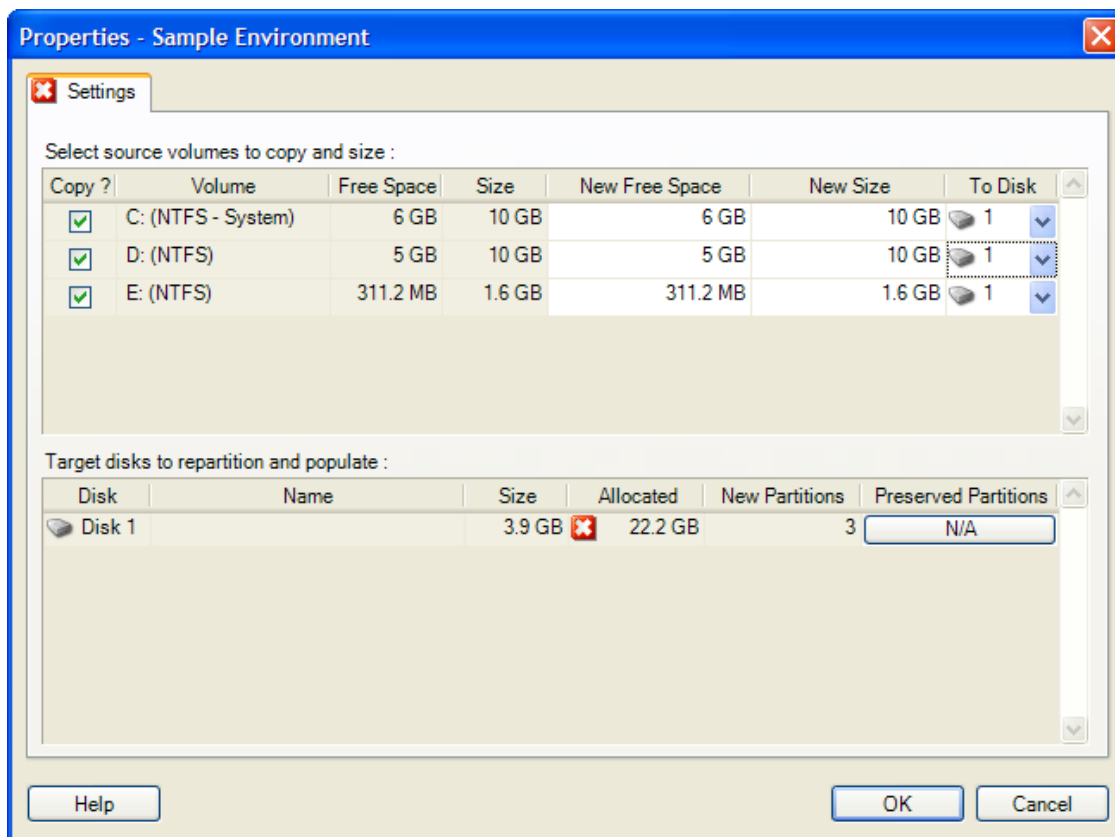 Properties - Sample Environment
Settings
Select source volumes to copy and size :
Copy ? Volume Free Space Size New Free Space New Size To Disk
C: (NTFS - System) 6 GB 10 GB 6 GB 10 GB 1
D: (NTFS) 5 GB 10 GB 5 GB 10 GB 1
E: (NTFS) 311.2 MB 1.6 GB 311.2 MB 1.6 GB 1
Target disks to repartition and populate :
Disk Name Size Allocated New Partitions Preserved Partitions
Disk 1 3.9 GB 22.2 GB 3 N/A
Help OK Cancel